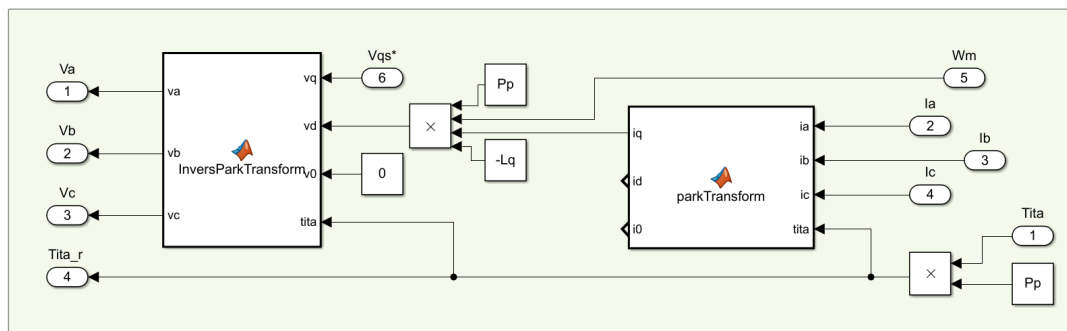 Va
1
Vb
2
Vc
3
Tita_r
4
va
vb
vc
InversParkTransform
vq
vd
v0
tita
Vqs*
6
Pp
×
-Lq
0
iq
id
i0
parkTransform
ia
ib
ic
tita
Wm
5
Ia
2
Ib
3
Ic
4
Tita
1
×
Pp